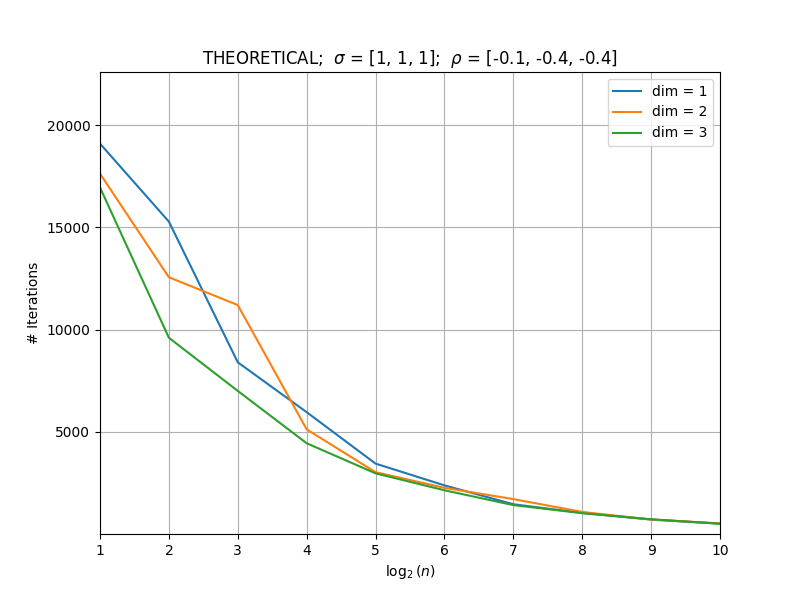 THEORETICAL; σ = [1, 1, 1]; ρ = [-0.1, -0.4, -0.4]
dim = 1
dim = 2
dim = 3
# Iterations
20000
15000
10000
5000
1 2 3 4 5 6 7 8 9 10
log₂(n)